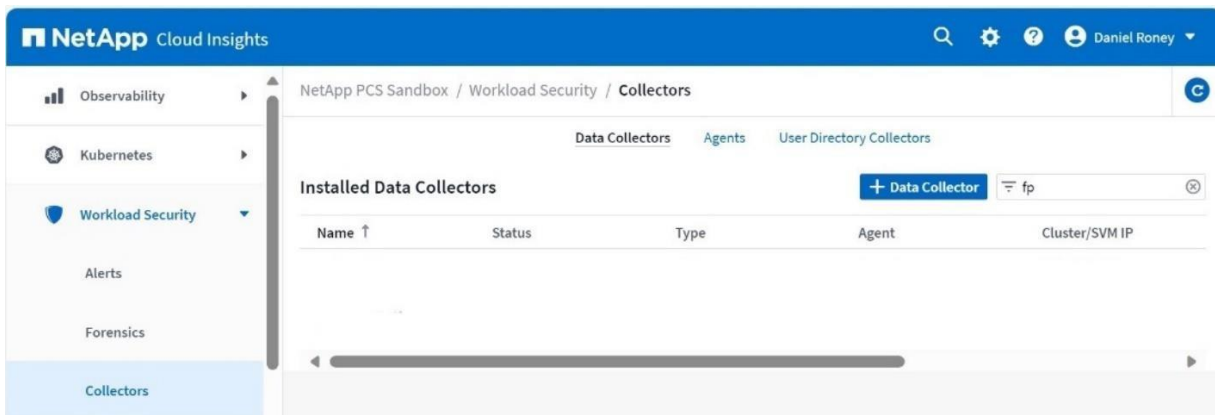 NetApp Cloud Insights
Daniel Roney
Observability
Kubernetes
Workload Security
Alerts
Forensics
Collectors
NetApp PCS Sandbox / Workload Security / Collectors
Data Collectors Agents User Directory Collectors
Installed Data Collectors
+ Data Collector
fp
Name ↑ Status Type Agent Cluster/SVM IP